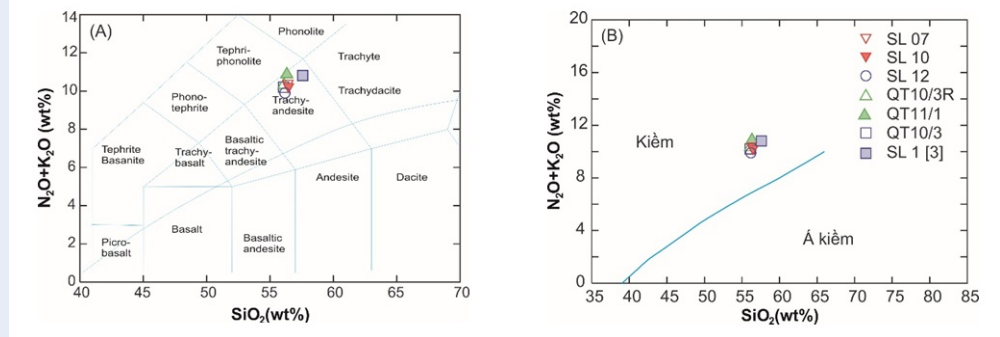 (A)
14
12
10
8
6
4
2
0
N₂O+K₂O (wt%)
40 45 50 55 60 65 70
SiO₂(wt%)
Phonolite
Tephri-
phonolite
Trachyte
Trachydacite
Phono-
tephrite
Trachy-
andesite
Tephrite
Basanite
Trachy-
basalt
Basaltic
trachy-
andesite
Andesite
Dacite
Picro-
basalt
Basalt
Basaltic
andesite
(B)
20
16
12
8
4
0
N₂O+K₂O (wt%)
35 40 45 50 55 60 65 70 75 80 85
SiO₂(wt%)
Kiềm
Á kiềm
SL 07
SL 10
SL 12
QT10/3R
QT11/1
QT10/3
SL 1 [3]